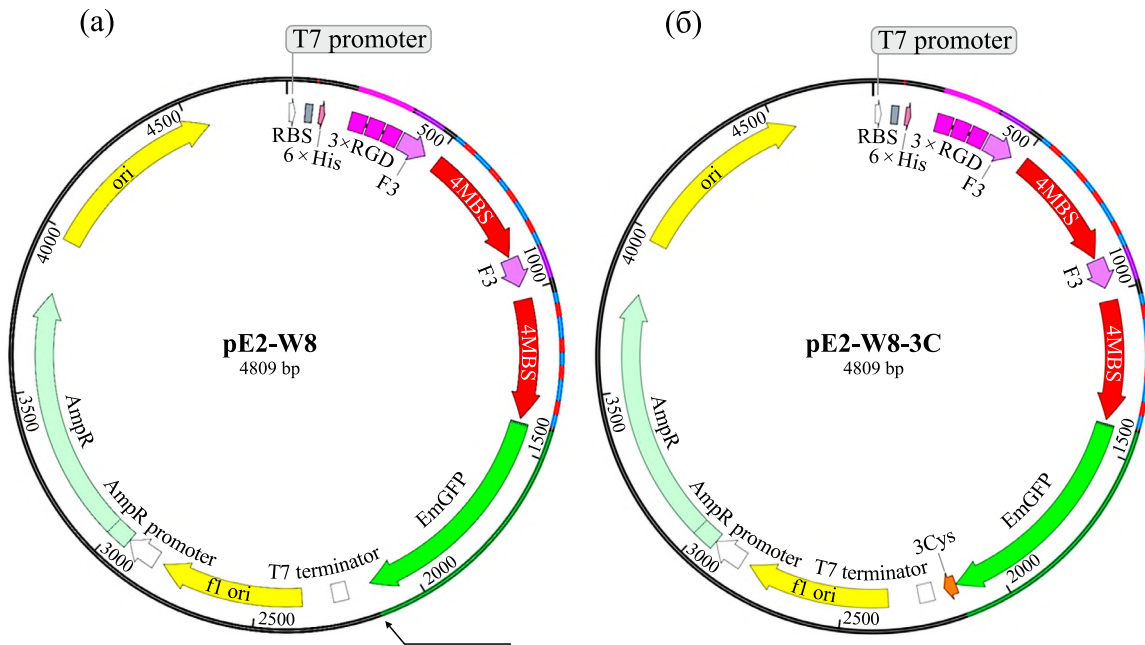 (а)
T7 promoter
4500
RBS
6 × His
3×RGD
500
F3
4MBS
ori
4000
F3
1000
4MBS
pE2-W8
4809 bp
3500
AmpR
1500
EmGFP
AmpR promoter
3000
T7 terminator
2000
f1 ori
2500
(б)
T7 promoter
4500
RBS
6 × His
3×RGD
500
F3
4MBS
ori
4000
F3
1000
4MBS
pE2-W8-3C
4809 bp
3500
AmpR
1500
EmGFP
AmpR promoter
3000
3Cys
T7 terminator
2000
f1 ori
2500